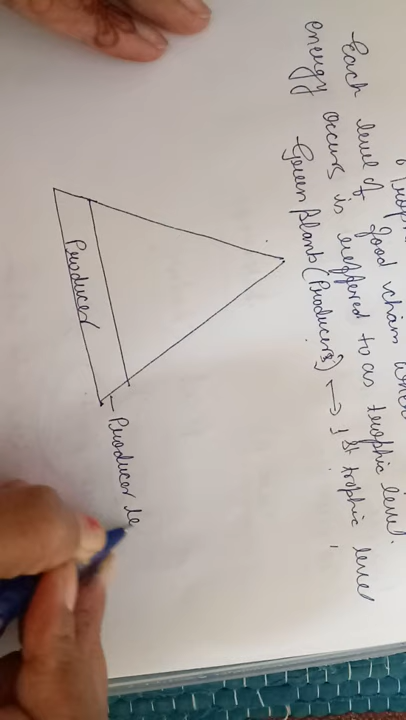 Each level of food chain where
energy occurs is reffered to as trophic level.
Green Plants (Producers) → 1st trophic level
Producer
Producer le